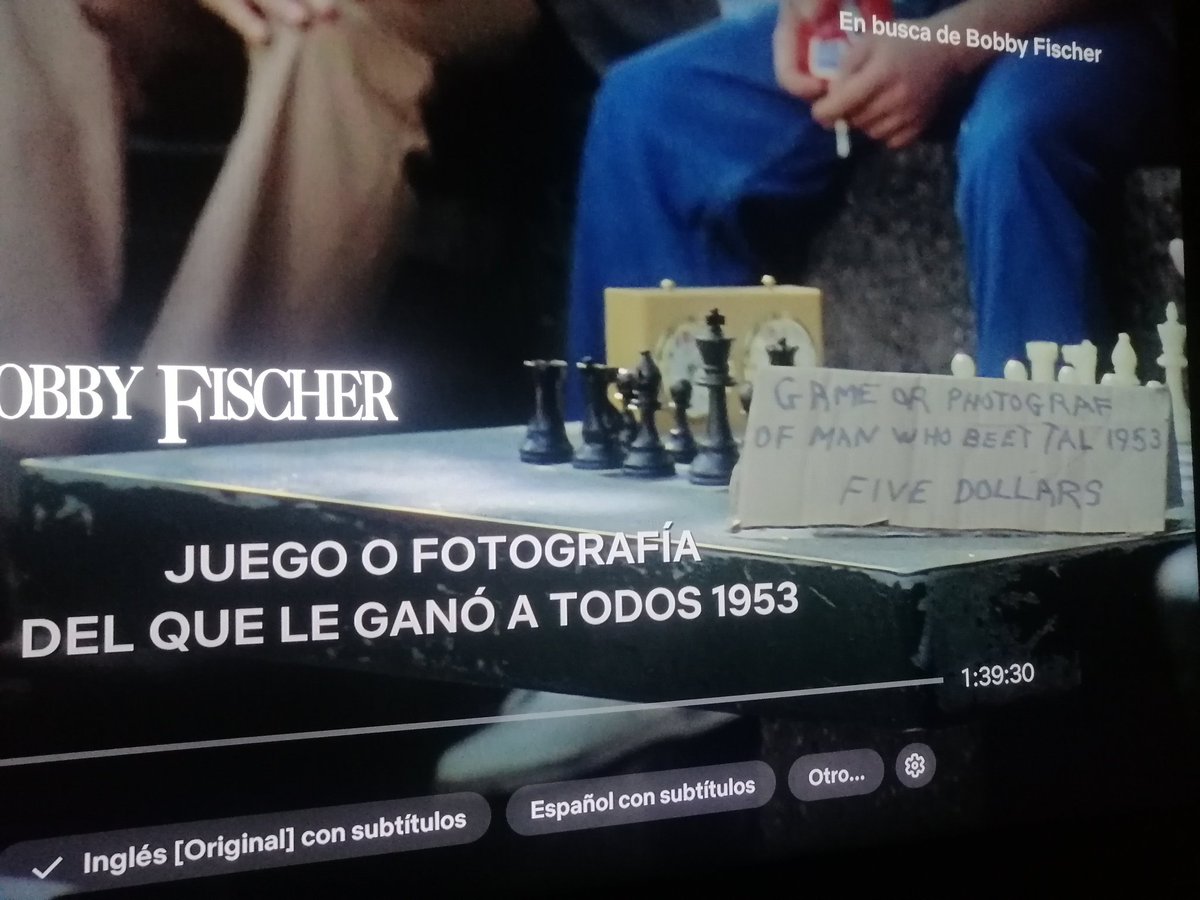 En busca de Bobby Fischer
OBBY FISCHER
GAME OR PHOTOGRAF
OF MAN WHO BEET TAL 1953
FIVE DOLLARS
JUEGO O FOTOGRAFÍA
DEL QUE LE GANÓ A TODOS 1953
1:39:30
Inglés [Original] con subtítulos
Español con subtítulos
Otro...